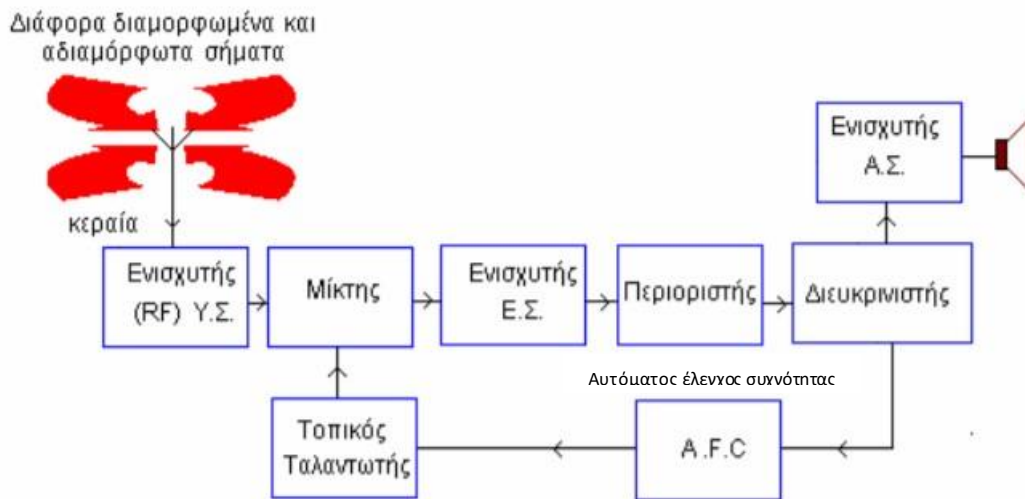 Διάφορα διαμορφωμένα και
αδιαμόρφωτα σήματα
κεραία
Ενισχυτής
(RF) Υ.Σ.
Μίκτης
Ενισχυτής
Ε.Σ.
Περιοριστής
Διευκρινιστής
Ενισχυτής
Α.Σ.
Αυτόματος έλεγχος συχνότητας
Τοπικός
Ταλαντωτής
A.F.C